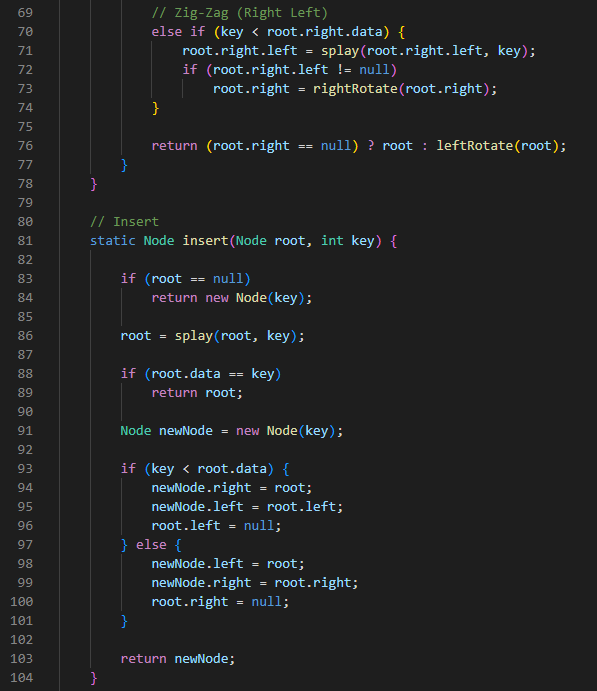 69 // Zig-Zag (Right Left)
70 else if (key < root.right.data) {
71 root.right.left = splay(root.right.left, key);
72 if (root.right.left != null)
73 root.right = rightRotate(root.right);
74 }
75
76 return (root.right == null) ? root : leftRotate(root);
77 }
78 }
79
80 // Insert
81 static Node insert(Node root, int key) {
82
83 if (root == null)
84 return new Node(key);
85
86 root = splay(root, key);
87
88 if (root.data == key)
89 return root;
90
91 Node newNode = new Node(key);
92
93 if (key < root.data) {
94 newNode.right = root;
95 newNode.left = root.left;
96 root.left = null;
97 } else {
98 newNode.left = root;
99 newNode.right = root.right;
100 root.right = null;
101 }
102
103 return newNode;
104 }